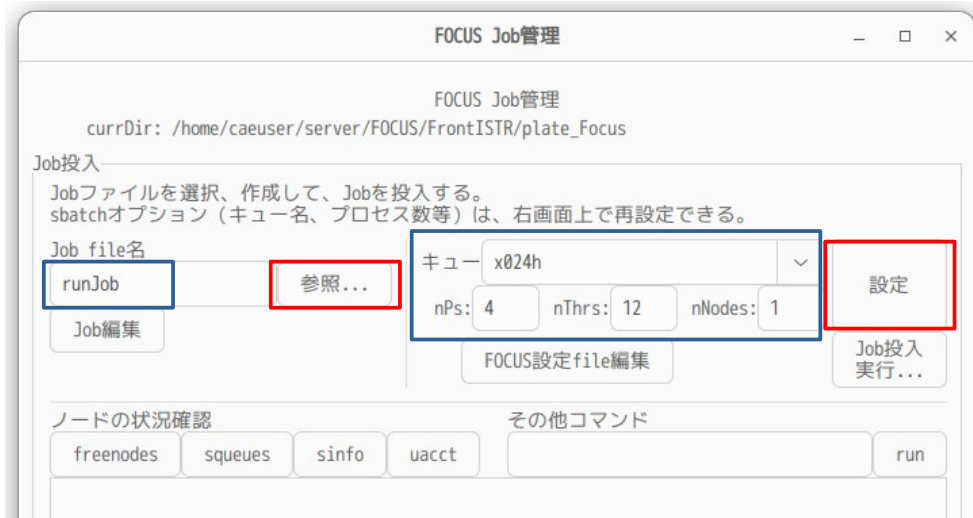 FOCUS Job管理
FOCUS Job管理
currDir: /home/caeuser/server/FOCUS/FrontISTR/plate_Focus
Job投入
Jobファイルを選択、作成して、Jobを投入する。
sbatchオプション（キュー名、プロセス数等）は、右画面上で再設定できる。
Job file名
runJob
参照...
Job編集
キュー x024h
nPs: 4 nThrs: 12 nNodes: 1
設定
FOCUS設定file編集
Job投入
実行...
ノードの状況確認
freenodes squeues sinfo uacct
その他コマンド
run